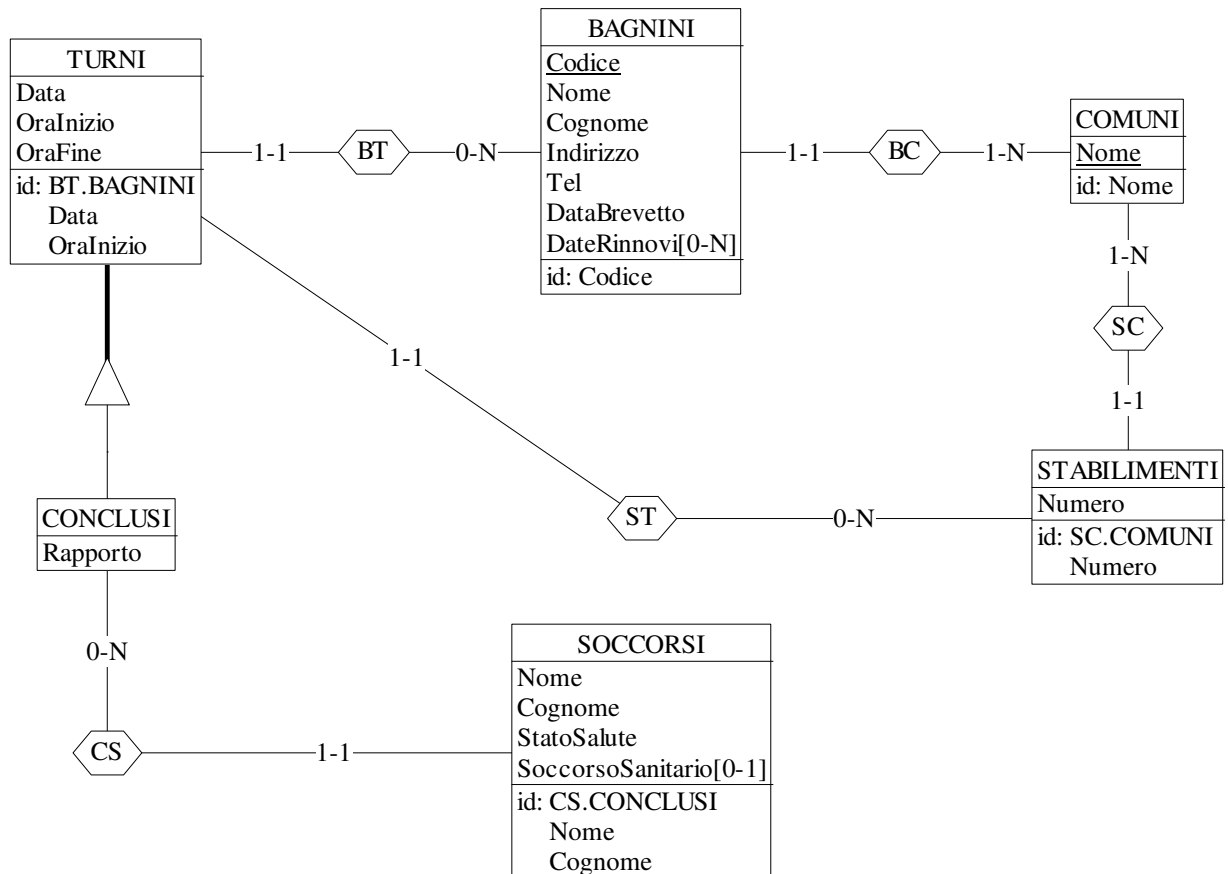 TURNI
Data
OraInizio
OraFine
id: BT.BAGNINI
Data
OraInizio
1-1
BT
0-N
BAGNINI
Codice
Nome
Cognome
Indirizzo
Tel
DataBrevetto
DateRinnovi[0-N]
id: Codice
1-1
BC
1-N
COMUNI
Nome
id: Nome
1-N
SC
1-1
STABILIMENTI
Numero
id: SC.COMUNI
Numero
1-1
ST
0-N
CONCLUSI
Rapporto
0-N
CS
1-1
SOCCORSI
Nome
Cognome
StatoSalute
SoccorsoSanitario[0-1]
id: CS.CONCLUSI
Nome
Cognome